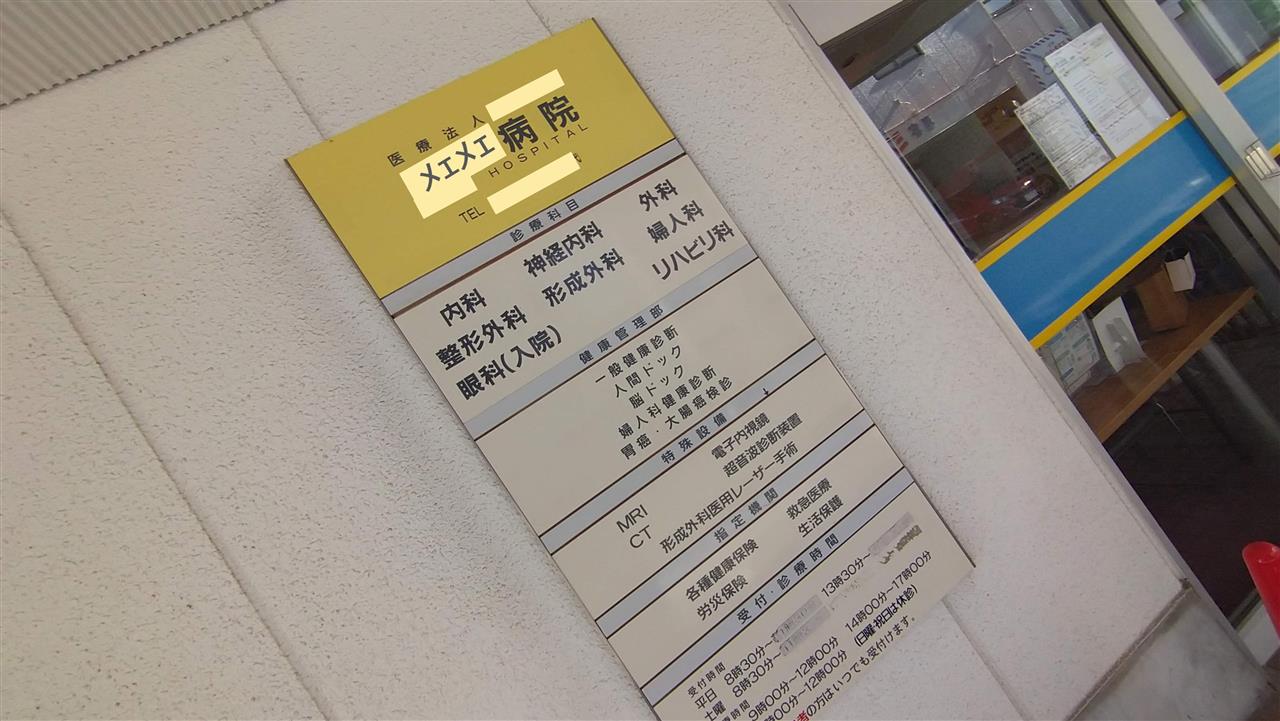 医療法人
メェメェ病院
HOSPITAL
TEL
診療科目
内科 神経内科 外科
整形外科 形成外科 婦人科
眼科(入院) リハビリ科
健康管理部
一般健康診断
人間ドック
脳ドック
婦人科健康診断
胃癌・大腸癌検診
特殊設備
MRI 電子内視鏡
CT 超音波診断装置
形成外科医用レーザー手術
指定機関
各種健康保険 救急医療
労災保険 生活保護
受付・診療時間
受付時間
平日 8時30分～ 13時30分～
土曜 8時30分～
時間 9時00分～12時00分 14時00分～17時00分
時00分～12時00分 (日曜・祝日は休診)
者の方はいつでも受付けます。